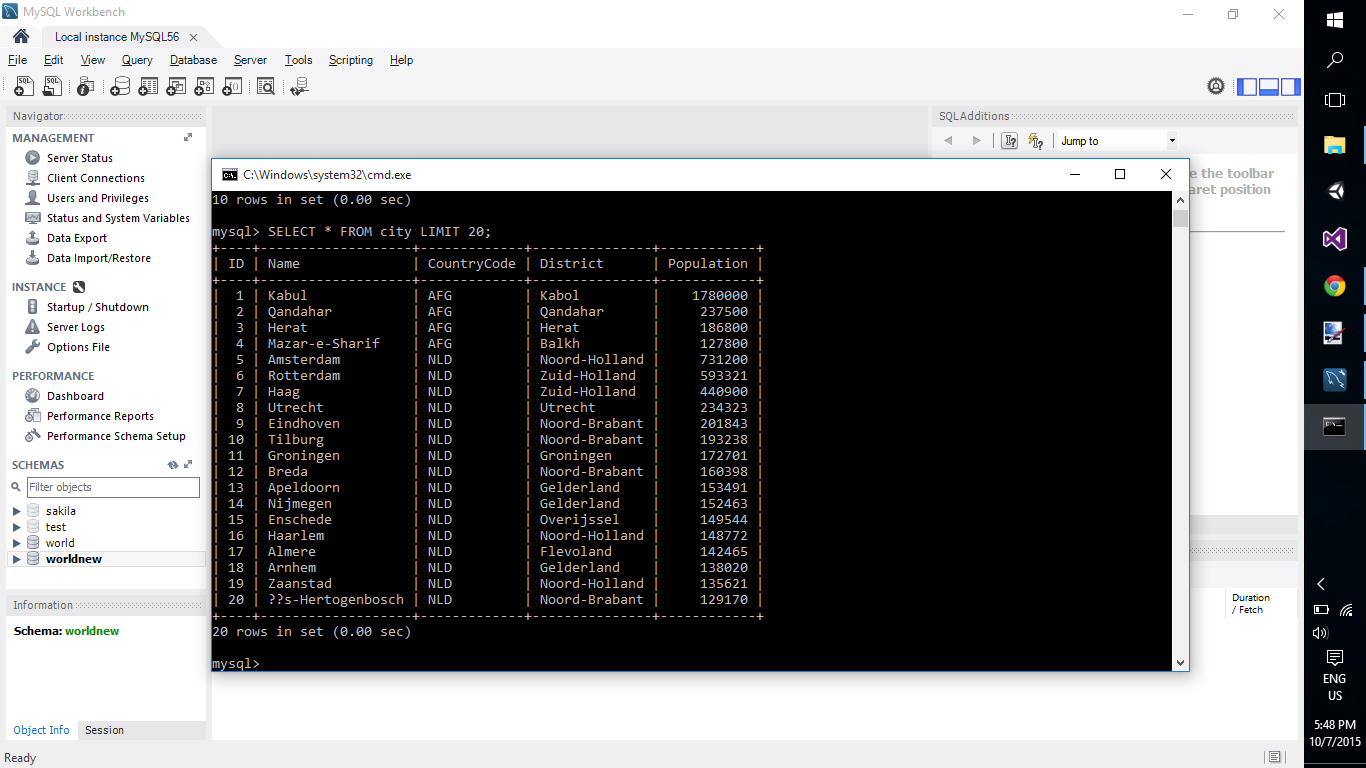 MySQL Workbench
Local instance MySQL56
File Edit View Query Database Server Tools Scripting Help
Navigator
MANAGEMENT
Server Status
Client Connections
Users and Privileges
Status and System Variables
Data Export
Data Import/Restore
INSTANCE
Startup / Shutdown
Server Logs
Options File
PERFORMANCE
Dashboard
Performance Reports
Performance Schema Setup
SCHEMAS
Filter objects
sakila
test
world
worldnew
Information
Schema: worldnew
Object Info Session
Ready
SQLAdditions
Jump to
e the toolbar
aret position
C:\Windows\system32\cmd.exe
10 rows in set (0.00 sec)
mysql> SELECT * FROM city LIMIT 20;
+----+-------------------+-------------+---------------+------------+
| ID | Name              | CountryCode | District      | Population |
+----+-------------------+-------------+---------------+------------+
|  1 | Kabul             | AFG         | Kabol         |    1780000 |
|  2 | Qandahar          | AFG         | Qandahar      |     237500 |
|  3 | Herat             | AFG         | Herat         |     186800 |
|  4 | Mazar-e-Sharif    | AFG         | Balkh         |     127800 |
|  5 | Amsterdam         | NLD         | Noord-Holland |     731200 |
|  6 | Rotterdam         | NLD         | Zuid-Holland  |     593321 |
|  7 | Haag              | NLD         | Zuid-Holland  |     440900 |
|  8 | Utrecht           | NLD         | Utrecht       |     234323 |
|  9 | Eindhoven         | NLD         | Noord-Brabant |     201843 |
| 10 | Tilburg           | NLD         | Noord-Brabant |     193238 |
| 11 | Groningen         | NLD         | Groningen     |     172701 |
| 12 | Breda             | NLD         | Noord-Brabant |     160398 |
| 13 | Apeldoorn         | NLD         | Gelderland    |     153491 |
| 14 | Nijmegen          | NLD         | Gelderland    |     152463 |
| 15 | Enschede          | NLD         | Overijssel    |     149544 |
| 16 | Haarlem           | NLD         | Noord-Holland |     148772 |
| 17 | Almere            | NLD         | Flevoland     |     142465 |
| 18 | Arnhem            | NLD         | Gelderland    |     138020 |
| 19 | Zaanstad          | NLD         | Noord-Holland |     135621 |
| 20 | ??s-Hertogenbosch | NLD         | Noord-Brabant |     129170 |
+----+-------------------+-------------+---------------+------------+
20 rows in set (0.00 sec)
mysql>
Duration
/ Fetch
ENG
US
5:48 PM
10/7/2015